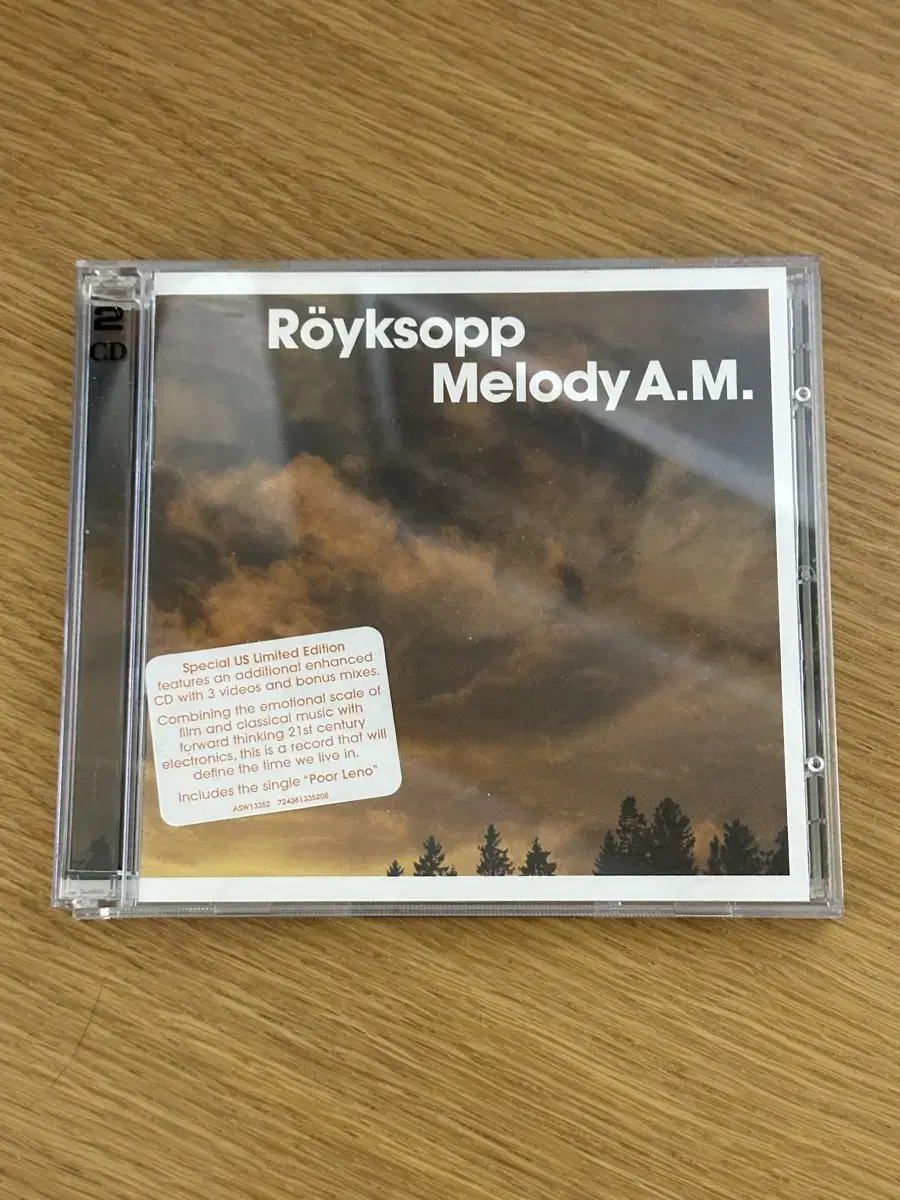 2
CD
Röyksopp
Melody A.M.
Special US Limited Edition
features an additional enhanced
CD with 3 videos and bonus mixes.
Combining the emotional scale of
film and classical music with
forward thinking 21st century
electronics, this is a record that will
define the time we live in.
Includes the single "Poor Leno"
ASW13352 724381335208